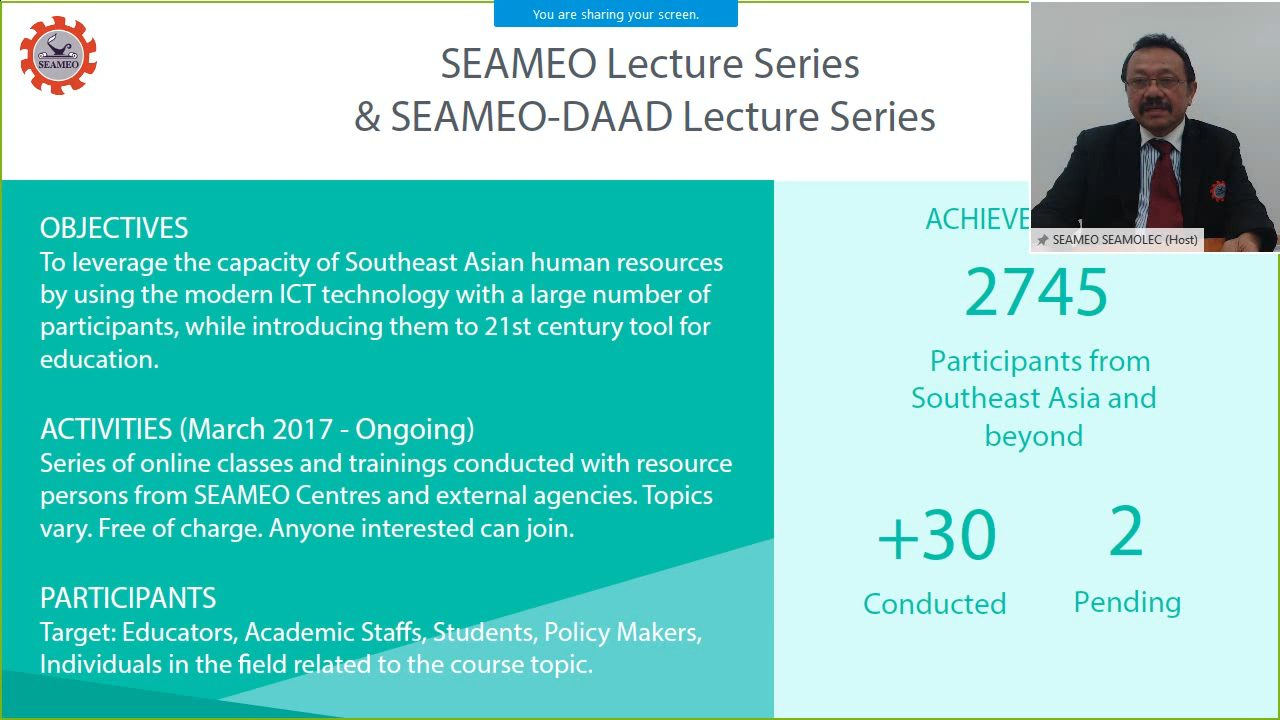 You are sharing your screen.
SEAMEO
SEAMEO Lecture Series
& SEAMEO-DAAD Lecture Series
SEAMEO SEAMOLEC (Host)
OBJECTIVES
To leverage the capacity of Southeast Asian human resources
by using the modern ICT technology with a large number of
participants, while introducing them to 21st century tool for
education.
ACTIVITIES (March 2017 - Ongoing)
Series of online classes and trainings conducted with resource
persons from SEAMEO Centres and external agencies. Topics
vary. Free of charge. Anyone interested can join.
PARTICIPANTS
Target: Educators, Academic Staffs, Students, Policy Makers,
Individuals in the field related to the course topic.
ACHIEVE
2745
Participants from
Southeast Asia and
beyond
+30
Conducted
2
Pending